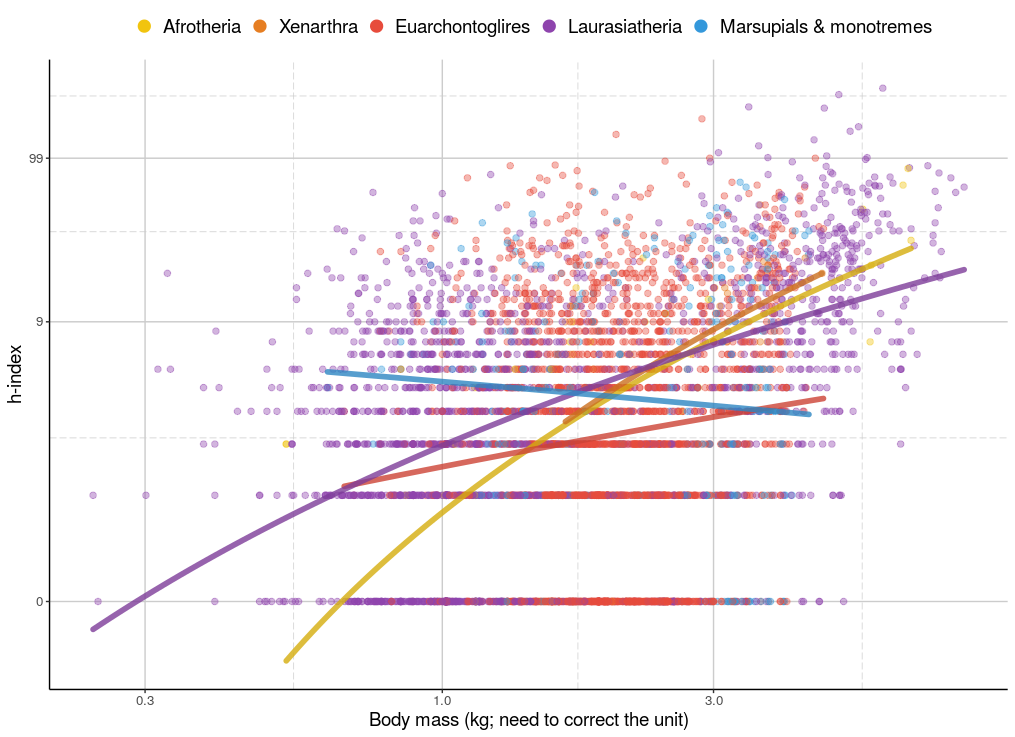 Afrotheria Xenarthra Euarchontoglires Laurasiatheria Marsupials & monotremes
99
9
0
h-index
0.3 1.0 3.0
Body mass (kg; need to correct the unit)